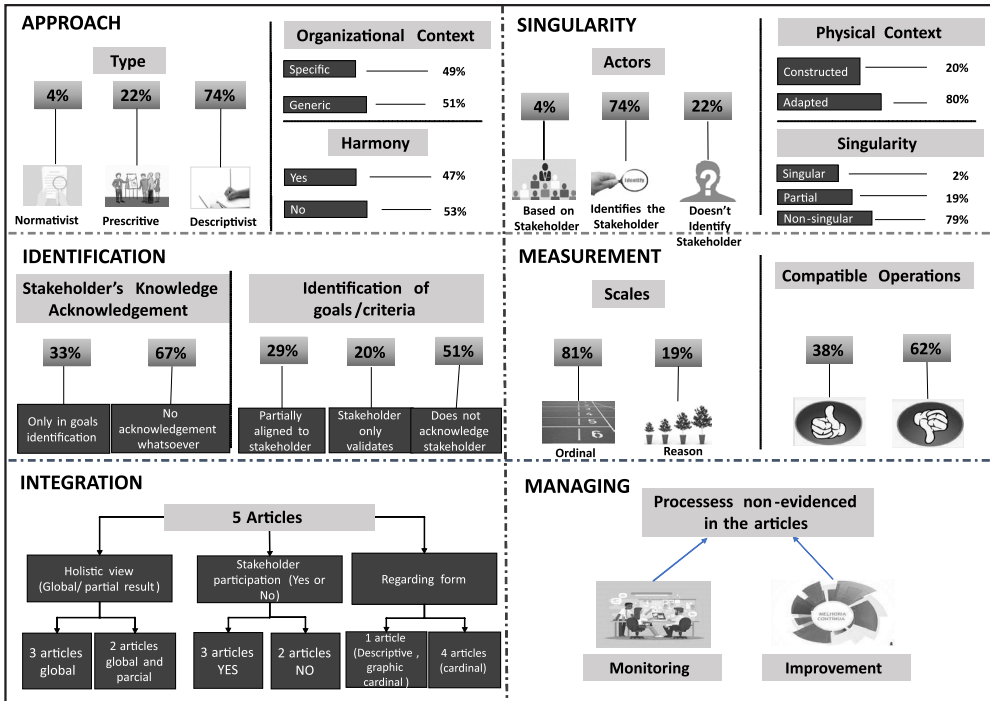 APPROACH
Type
4%
22%
74%
Normativist
Prescritive
Descriptivist
Organizational Context
Specific
49%
Generic
51%
Harmony
Yes
47%
No
53%
SINGULARITY
Actors
4%
74%
22%
Identify
Based on
Stakeholder
Identifies the
Stakeholder
Doesn't
Identify
Stakeholder
Physical Context
Constructed
20%
Adapted
80%
Singularity
Singular
2%
Partial
19%
Non-singular
79%
IDENTIFICATION
Stakeholder's Knowledge
Acknowledgement
33%
67%
Only in goals
identification
No
acknowledgement
whatsoever
Identification of
goals/criteria
29%
20%
51%
Partially
aligned to
stakeholder
Stakeholder
only
validates
Does not
acknowledge
stakeholder
MEASUREMENT
Scales
81%
19%
5
6
Ordinal
Reason
Compatible Operations
38%
62%
INTEGRATION
5 Articles
Holistic view
(Global/ partial result)
Stakeholder
participation (Yes or
No)
Regarding form
3 articles
global
2 articles
global and
parcial
3 articles
YES
2 articles
NO
1 article
(Descriptive ,
graphic
cardinal )
4 articles
(cardinal)
MANAGING
Processess non-evidenced
in the articles
MELHORIA
CONTINUA
Monitoring
Improvement